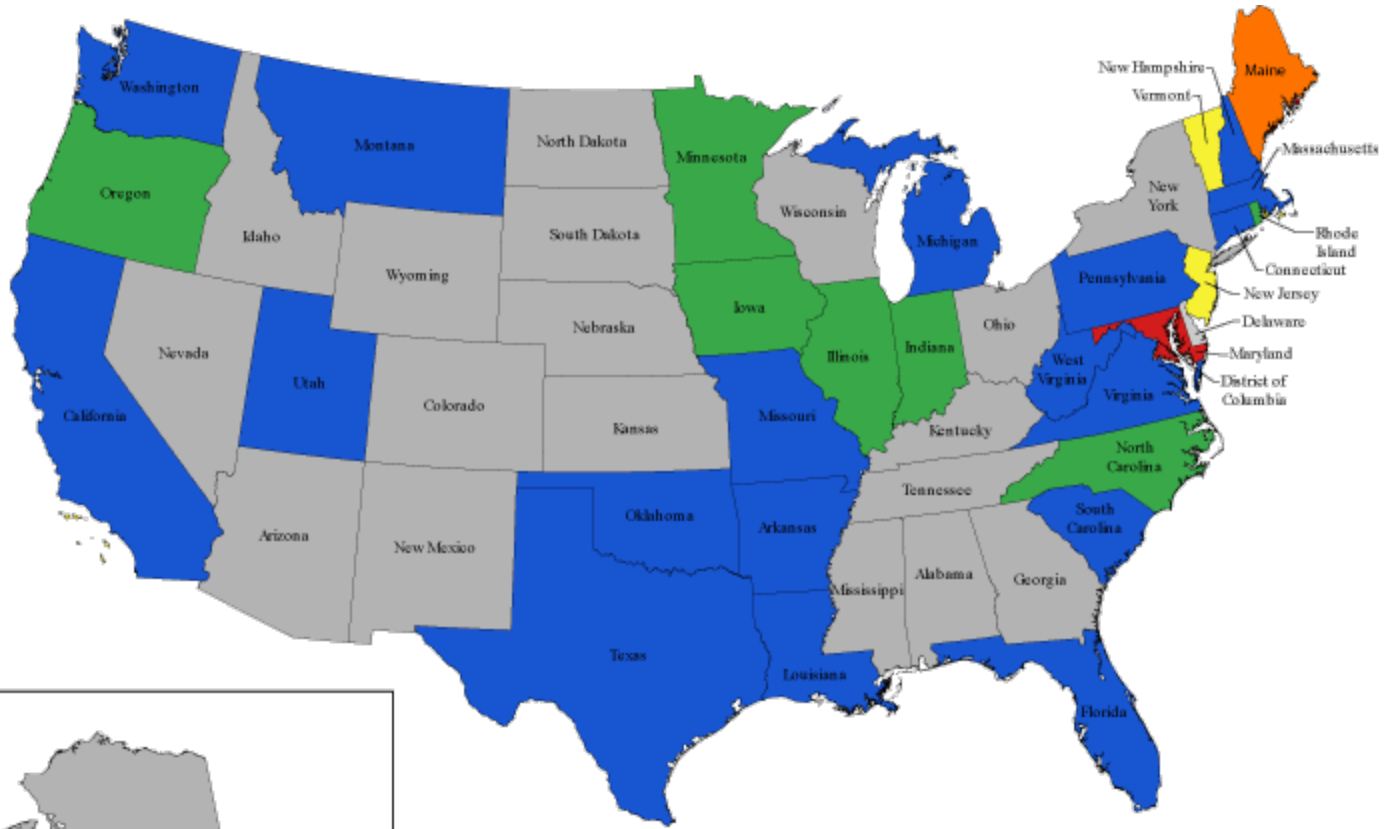 Maine
New Hampshire
Vermont
Washington
Montana
North Dakota
Minnesota
Massachusetts
Oregon
New
York
Wisconsin
Rhode
Island
Idaho
South Dakota
Michigan
Connecticut
Wyoming
Pennsylvania
New Jersey
Iowa
Nebraska
Ohio
Delaware
Nevada
Illinois
Indiana
Maryland
West
Virginia
District of
Columbia
Utah
Colorado
Virginia
California
Missouri
Kansas
Kentucky
North
Carolina
Tennessee
South
Carolina
Oklahoma
Arkansas
Arizona
New Mexico
Alabama
Georgia
Mississippi
Texas
Louisiana
Florida